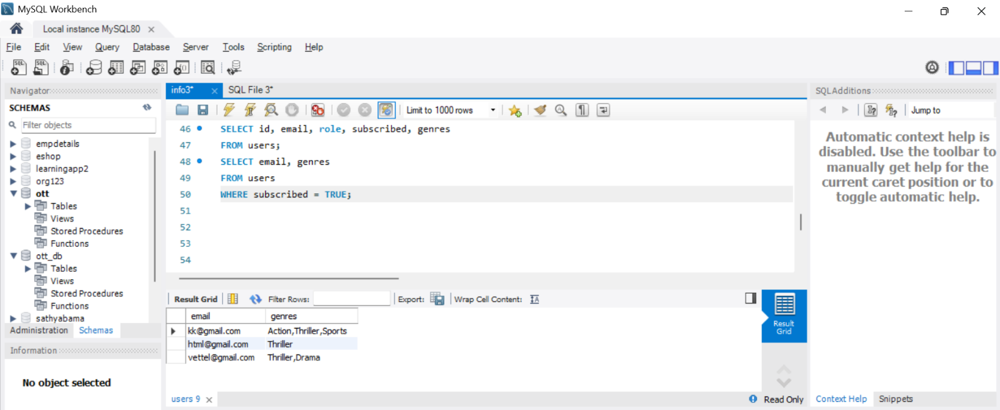 MySQL Workbench
Local instance MySQL80
File Edit View Query Database Server Tools Scripting Help
Navigator
SCHEMAS
Filter objects
empdetails
eshop
learningapp2
org123
ott
Tables
Views
Stored Procedures
Functions
ott_db
Tables
Views
Stored Procedures
Functions
sathyabama
Administration Schemas
Information
No object selected
info3* SQL File 3*
Limit to 1000 rows
46 SELECT id, email, role, subscribed, genres
47 FROM users;
48 SELECT email, genres
49 FROM users
50 WHERE subscribed = TRUE;
51
52
53
54
Result Grid Filter Rows: Export: Wrap Cell Content:
email genres
kk@gmail.com Action,Thriller,Sports
html@gmail.com Thriller
vettel@gmail.com Thriller,Drama
Result
Grid
users 9
Read Only
SQLAdditions
Jump to
Automatic context help is
disabled. Use the toolbar to
manually get help for the
current caret position or to
toggle automatic help.
Context Help Snippets